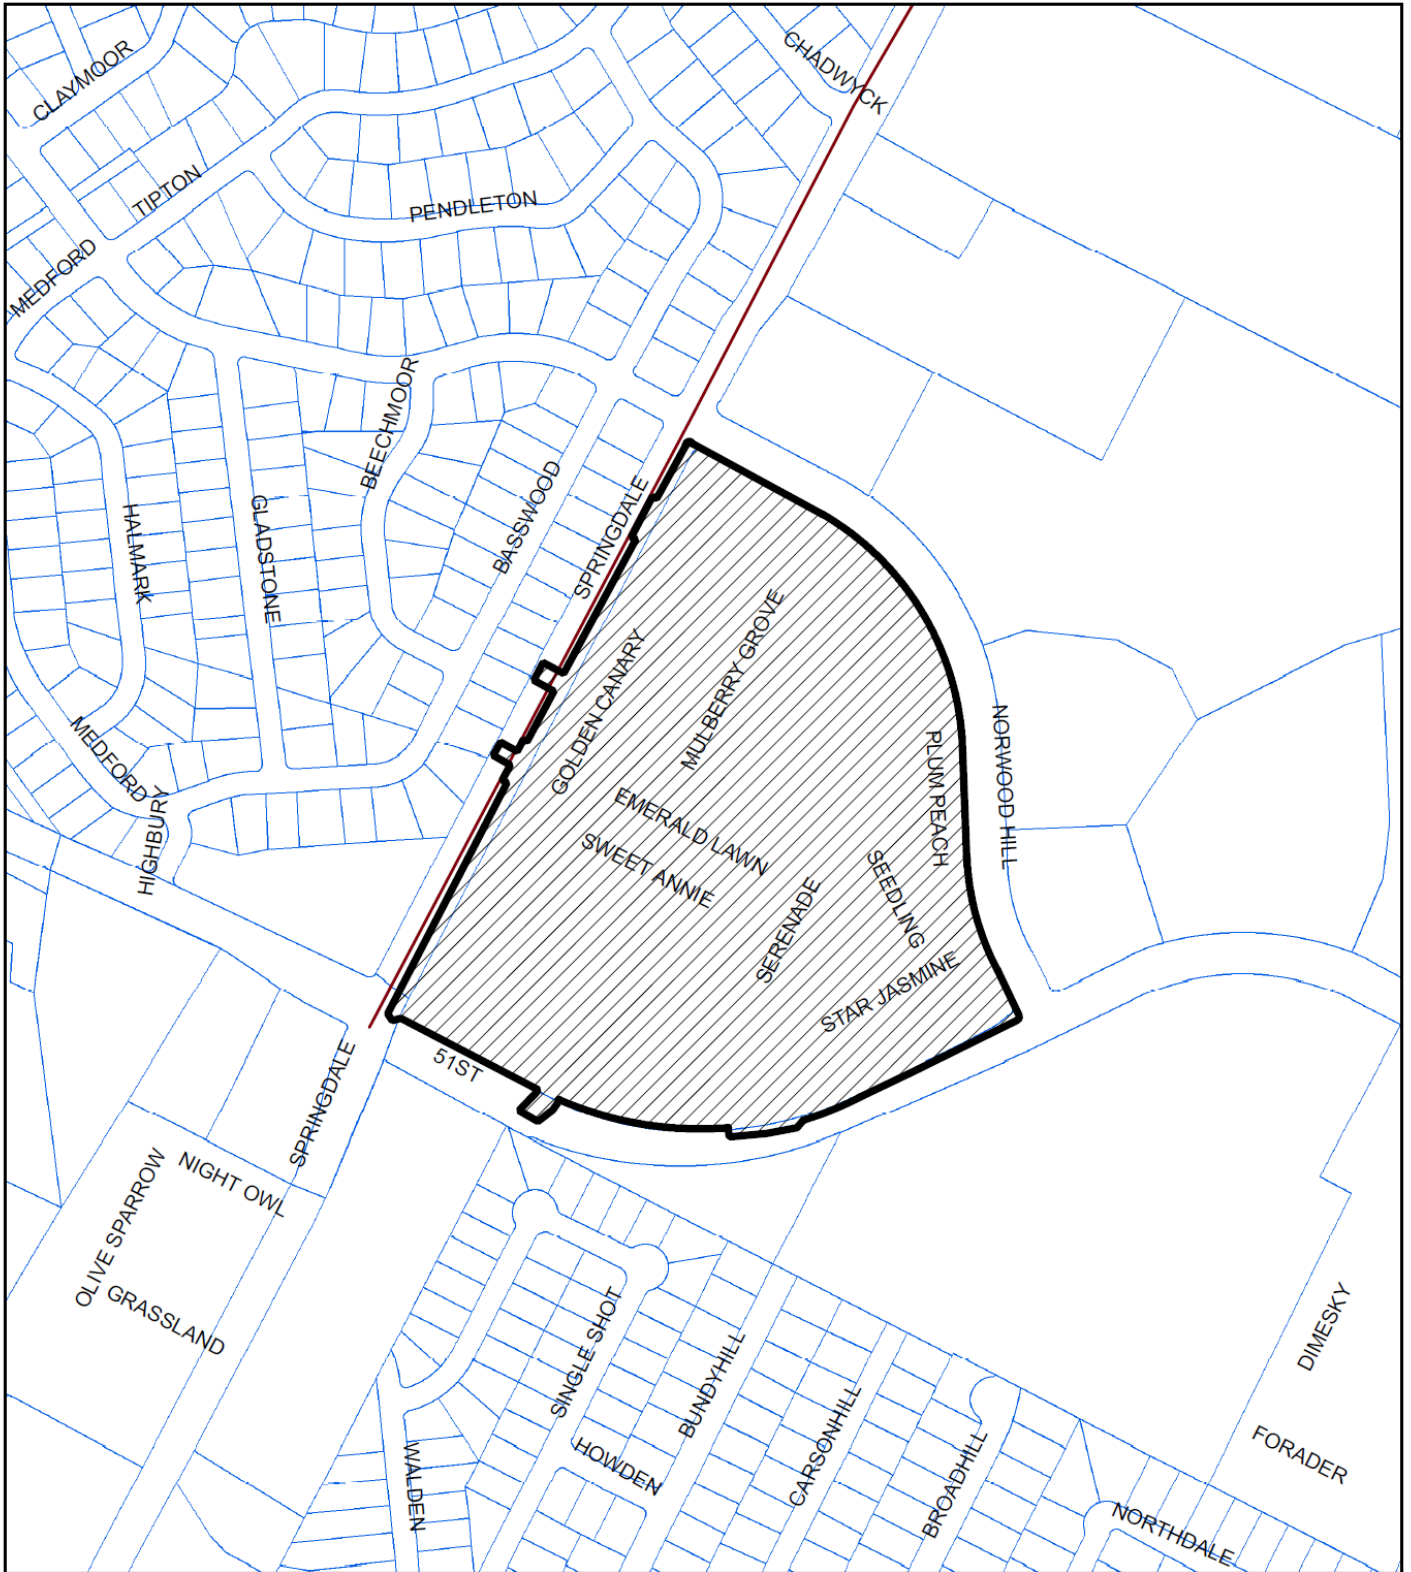 CLAYMOOR
CHADWYCK
TIPTON
PENDLETON
MEDFORD
BEECHMOOR
BASSWOOD
SPRINGDALE
HALMARK
GLADSTONE
GOLDEN CANARY
MULBERRY GROVE
MEDFORD
HIGHBURY
EMERALD LAWN
SWEET ANNIE
PLUM PEACH
NORWOOD HILL
SEEDLING
SERENADE
STAR JASMINE
51ST
SPRINGDALE
NIGHT OWL
OLIVE SPARROW
GRASSLAND
SINGLE SHOT
BUNDYHILL
DIMESKY
HOWDEN
CARSONHILL
BROADHILL
FORADER
WALDEN
NORTHDALE